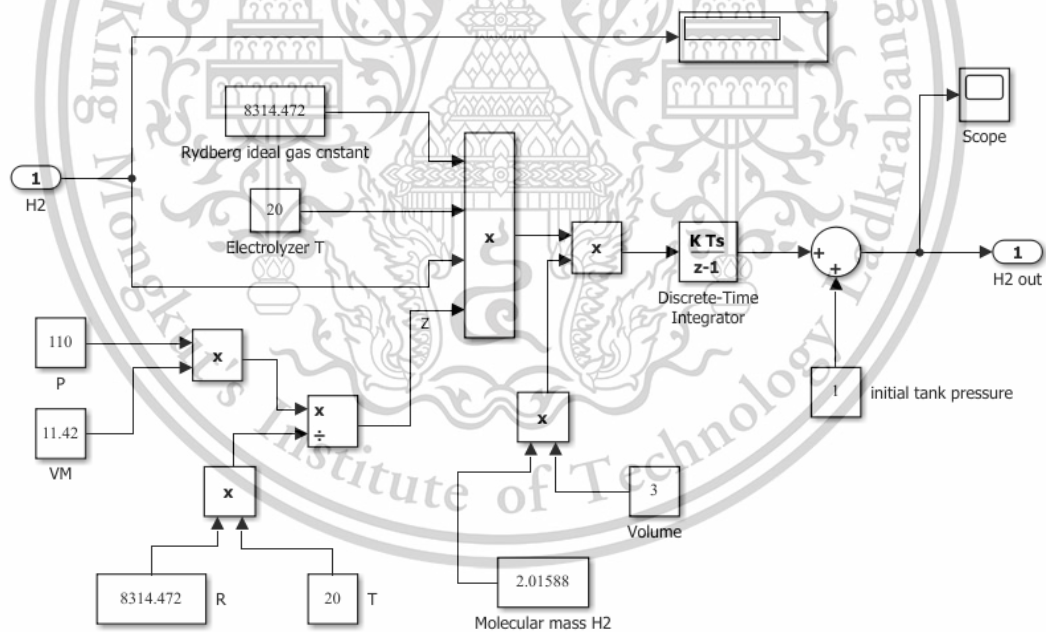 8314.472
Rydberg ideal gas cnstant
Scope
1
H2
20
Electrolyzer T
x
x
K Ts
z-1
Discrete-Time
Integrator
+
+
1
H2 out
110
P
x
Z
11.42
VM
x
÷
x
1
initial tank pressure
x
3
Volume
8314.472
R
20
T
2.01588
Molecular mass H2
King Mongkut's Institute of Technology Ladkrabang